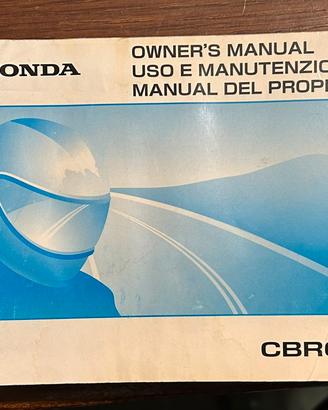 ONDA
OWNER'S MANUAL
USO E MANUTENZIO
MANUAL DEL PROPI
CBR